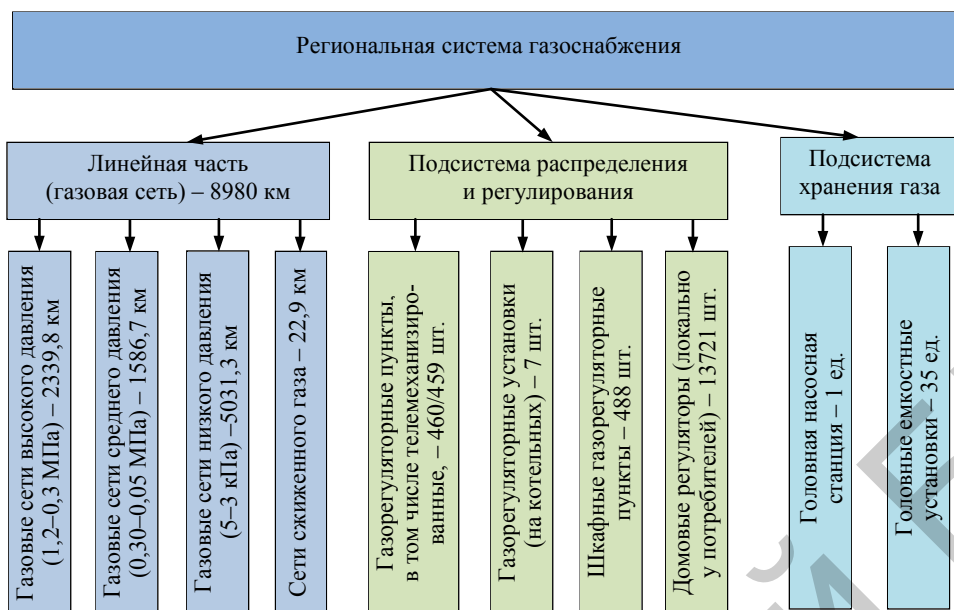 Региональная система газоснабжения
Линейная часть
(газовая сеть) – 8980 км
Подсистема распределения
и регулирования
Подсистема
хранения газа
Газовые сети высокого давления
(1,2–0,3 МПа) – 2339,8 км
Газовые сети среднего давления
(0,30–0,05 МПа) – 1586,7 км
Газовые сети низкого давления
(5–3 кПа) –5031,3 км
Сети сжиженного газа – 22,9 км
Газорегуляторные пункты,
в том числе телемеханизиро-
ванные, – 460/459 шт.
Газорегуляторные установки
(на котельных) – 7 шт.
Шкафные газорегуляторные
пункты – 488 шт.
Домовые регуляторы (локально
у потребителей) – 13721 шт.
Головная насосная
станция – 1 ед.
Головные емкостные
установки – 35 ед.